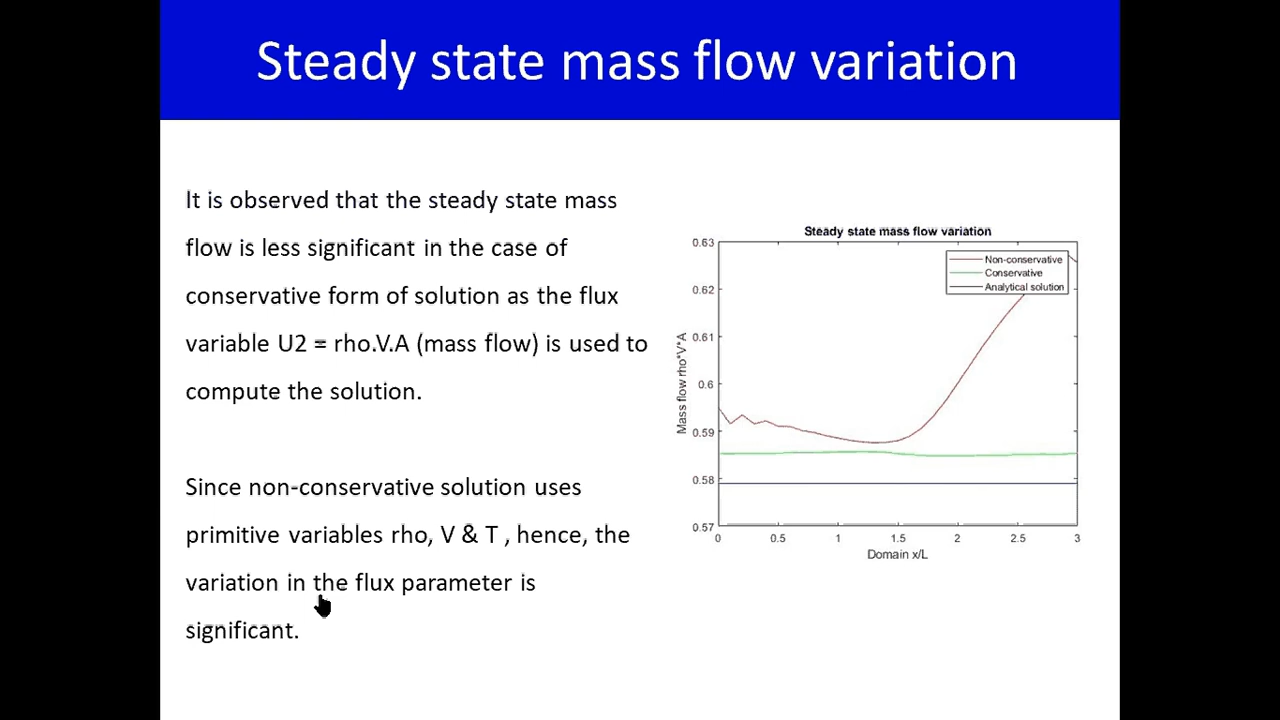 Steady state mass flow variation
It is observed that the steady state mass
flow is less significant in the case of
conservative form of solution as the flux
variable U2 = rho.V.A (mass flow) is used to
compute the solution.
Since non-conservative solution uses
primitive variables rho, V & T , hence, the
variation in the flux parameter is
significant.
Steady state mass flow variation
0.63
0.62
0.61
0.6
0.59
0.58
0.57
Mass flow rho*V*A
Non-conservative
Conservative
Analytical solution
0 0.5 1 1.5 2 2.5 3
Domain x/L